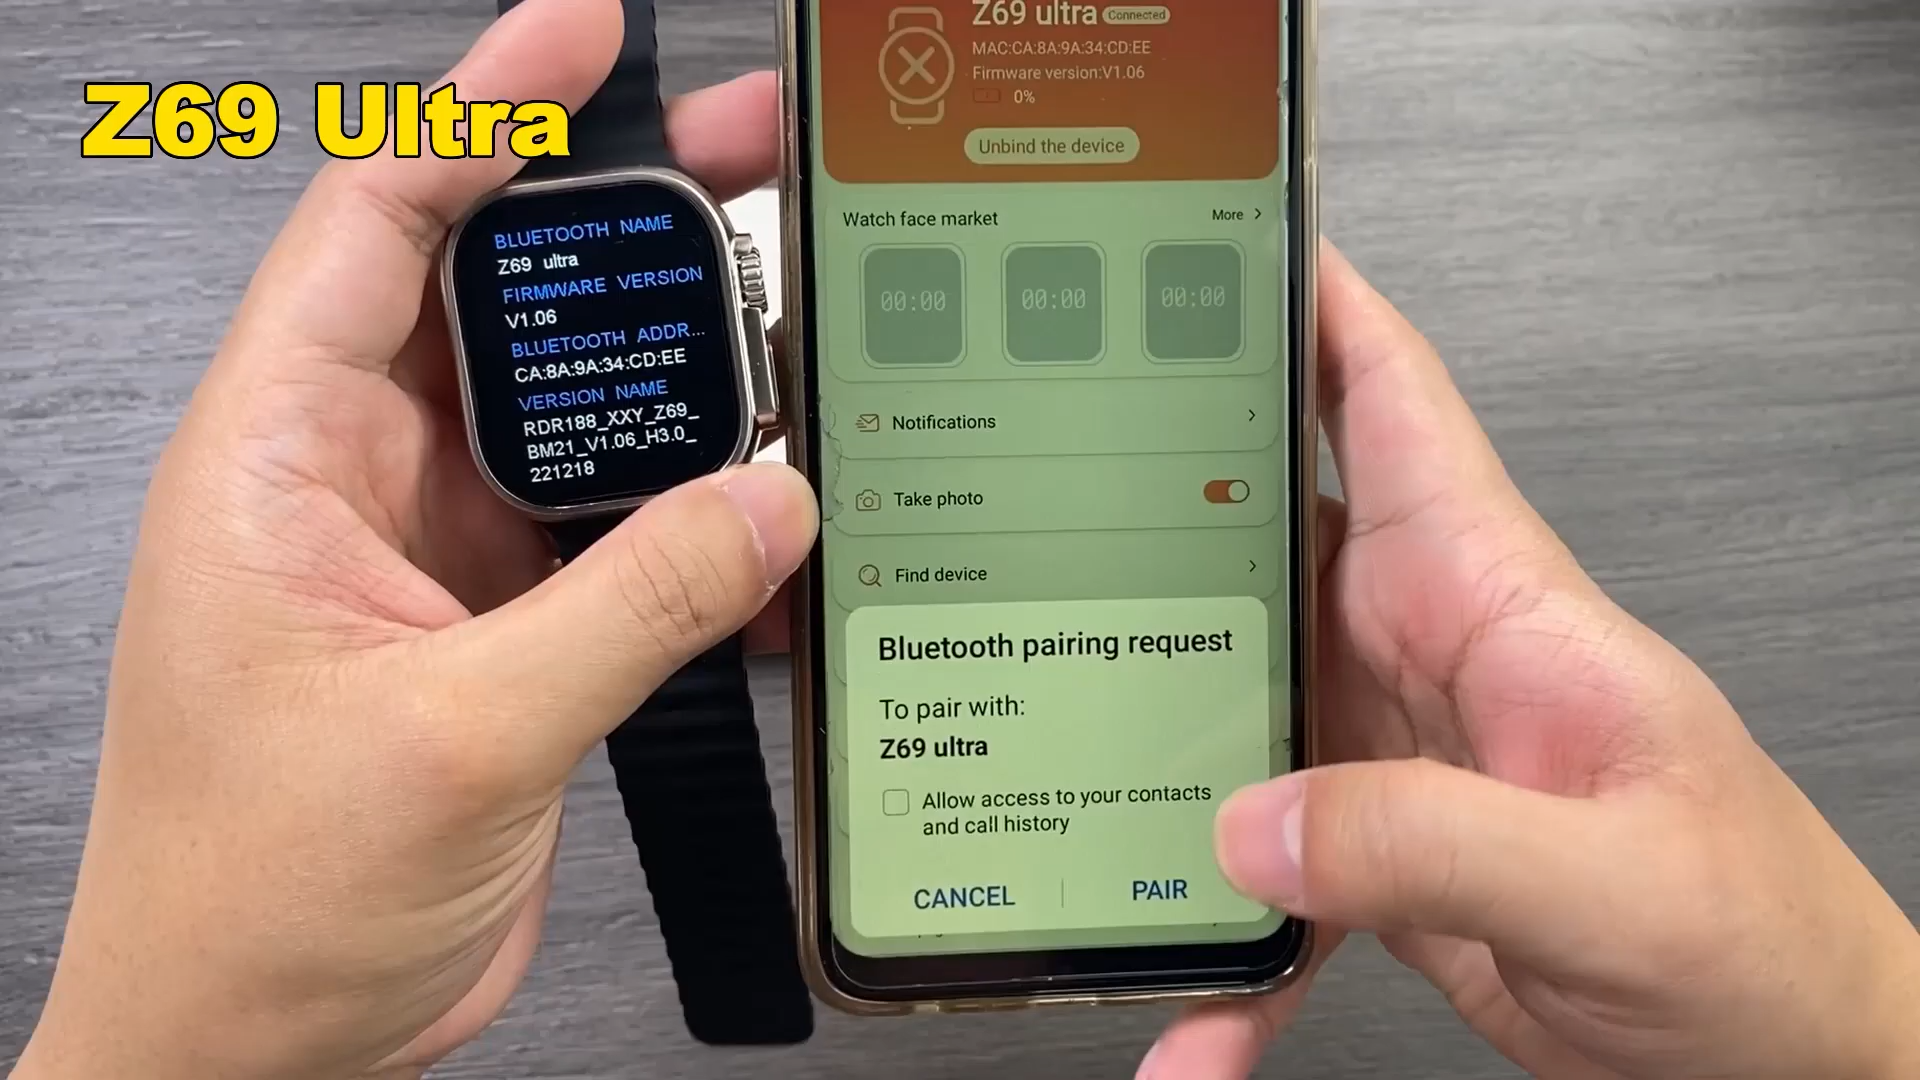 Z69 Ultra
BLUETOOTH NAME
Z69 ultra
FIRMWARE VERSION
V1.06
BLUETOOTH ADDR...
CA:8A:9A:34:CD:EE
VERSION NAME
RDR188_XXY_Z69_
BM21_V1.06_H3.0_
221218
Z69 ultra Connected
MAC:CA:8A:9A:34:CD:EE
Firmware version:V1.06
0%
Unbind the device
Watch face market More >
00:00 00:00 00:00
Notifications >
Take photo
Find device >
Bluetooth pairing request
To pair with:
Z69 ultra
Allow access to your contacts
and call history
CANCEL PAIR